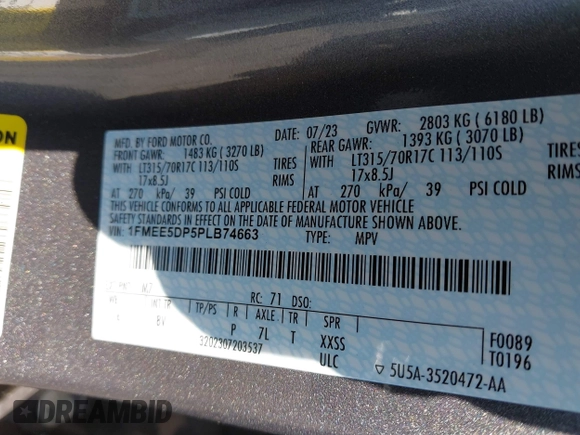 ON
MFD. BY FORD MOTOR CO.
DATE: 07/23 GVWR: 2803 KG ( 6180 LB)
FRONT GAWR: 1483 KG ( 3270 LB) REAR GAWR: 1393 KG ( 3070 LB)
WITH LT315/70R17C 113/110S TIRES WITH LT315/70R17C 113/110S TIRES
17x8.5J RIMS 17x8.5J RIMS
AT 270 kPa/ 39 PSI COLD AT 270 kPa/ 39 PSI COLD
THIS VEHICLE CONFORMS TO ALL APPLICABLE FEDERAL MOTOR VEHICLE
SAFETY STANDARDS IN EFFECT ON THE DATE OF MANUFACTURE SHOWN ABOVE.
VIN: 1FMEE5DP5PLB74663 TYPE: MPV
RC: 71 DSO:
INT TR TP/PS R AXLE TR SPR
EV P 7L T XXSS
3202307203537 ULC
F0089
T0196
5U5A-3520472-AA
DREAMBID